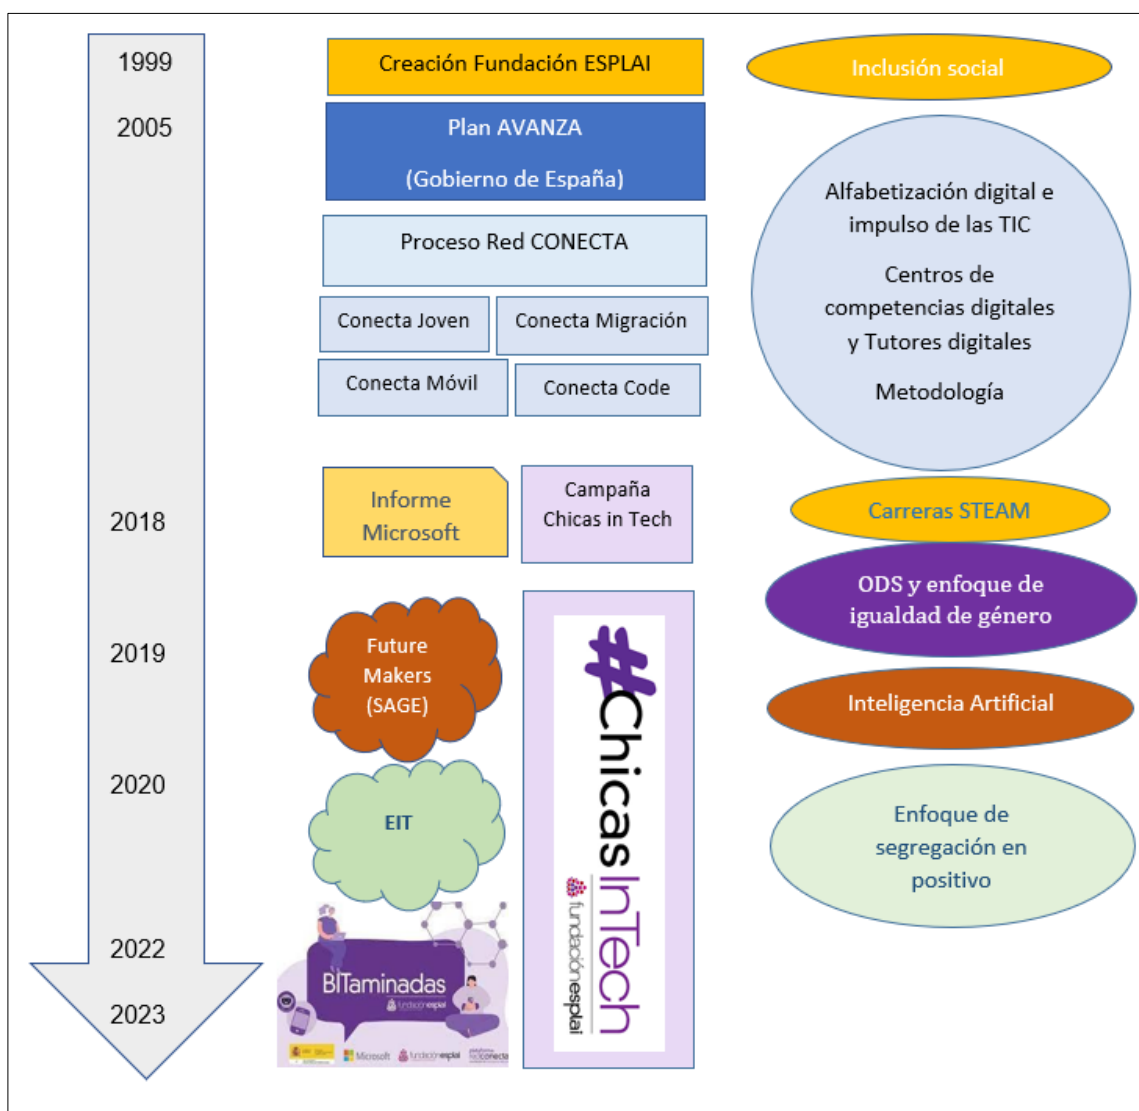 1999
Creación Fundación ESPLAI
Inclusión social
2005
Plan AVANZA
(Gobierno de España)
Alfabetización digital e
impulso de las TIC
Centros de
competencias digitales
y Tutores digitales
Metodología
Proceso Red CONECTA
Conecta Joven
Conecta Migración
Conecta Móvil
Conecta Code
2018
Informe
Microsoft
Campaña
Chicas in Tech
Carreras STEAM
ODS y enfoque de
igualdad de género
2019
Future
Makers
(SAGE)
#ChicasInTech
fundaciónesplai
Inteligencia Artificial
2020
EIT
Enfoque de
segregación en
positivo
2022
BITaminadas
fundaciónesplai
2023
Microsoft
fundaciónesplai
redconecta